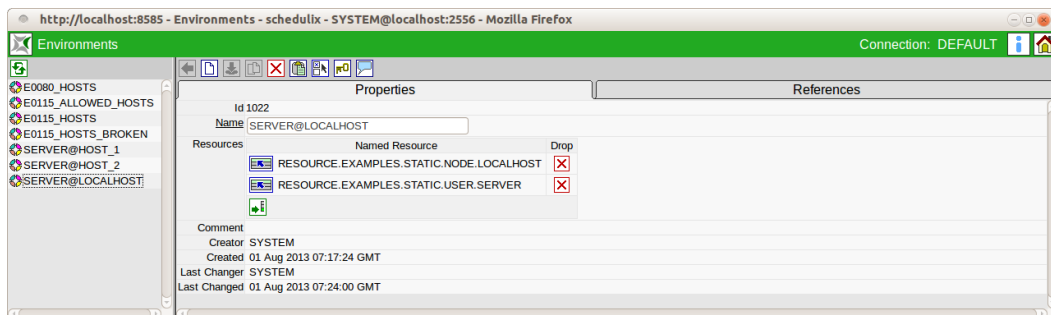 http://localhost:8585 - Environments - schedulix - SYSTEM@localhost:2556 - Mozilla Firefox
Environments
Connection: DEFAULT
E0080_HOSTS
E0115_ALLOWED_HOSTS
E0115_HOSTS
E0115_HOSTS_BROKEN
SERVER@HOST_1
SERVER@HOST_2
SERVER@LOCALHOST
Properties
References
Id 1022
Name SERVER@LOCALHOST
Resources Named Resource Drop
RESOURCE.EXAMPLES.STATIC.NODE.LOCALHOST
RESOURCE.EXAMPLES.STATIC.USER.SERVER
Comment
Creator SYSTEM
Created 01 Aug 2013 07:17:24 GMT
Last Changer SYSTEM
Last Changed 01 Aug 2013 07:24:00 GMT